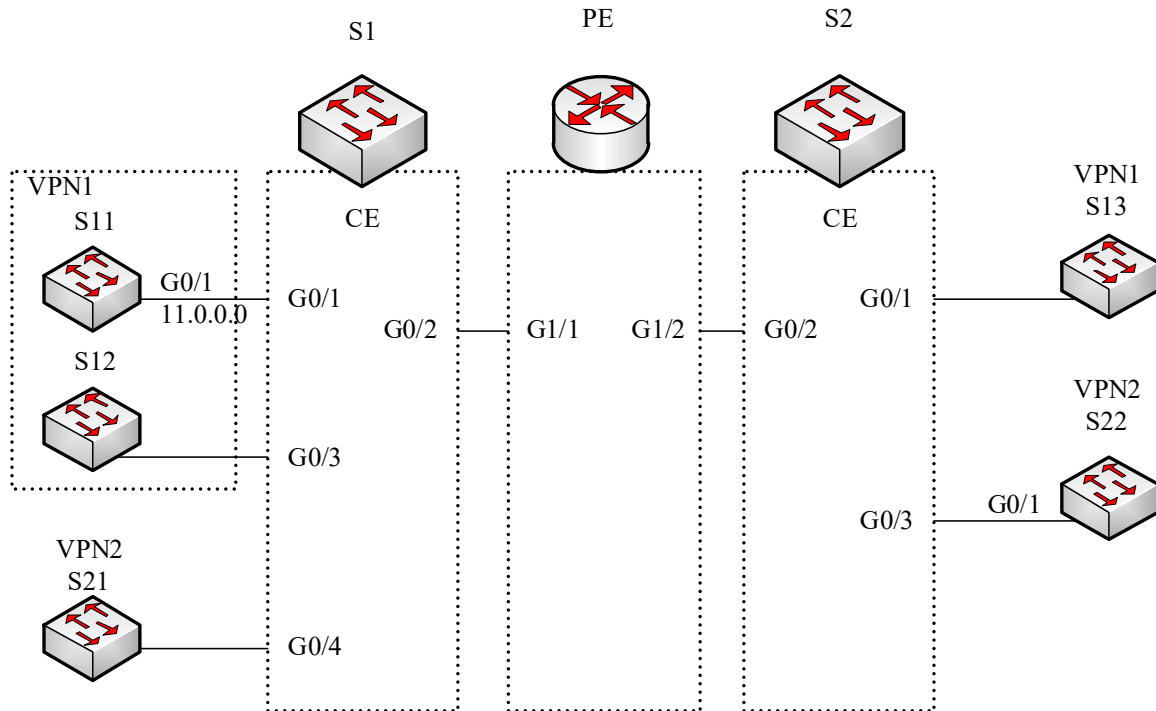 S1
PE
S2
VPN1
S11
G0/1
11.0.0.0
S12
VPN2
S21
CE
G0/1
G0/2
G0/3
G0/4
G1/1
G1/2
CE
G0/1
G0/2
G0/3
VPN1
S13
VPN2
S22
G0/1